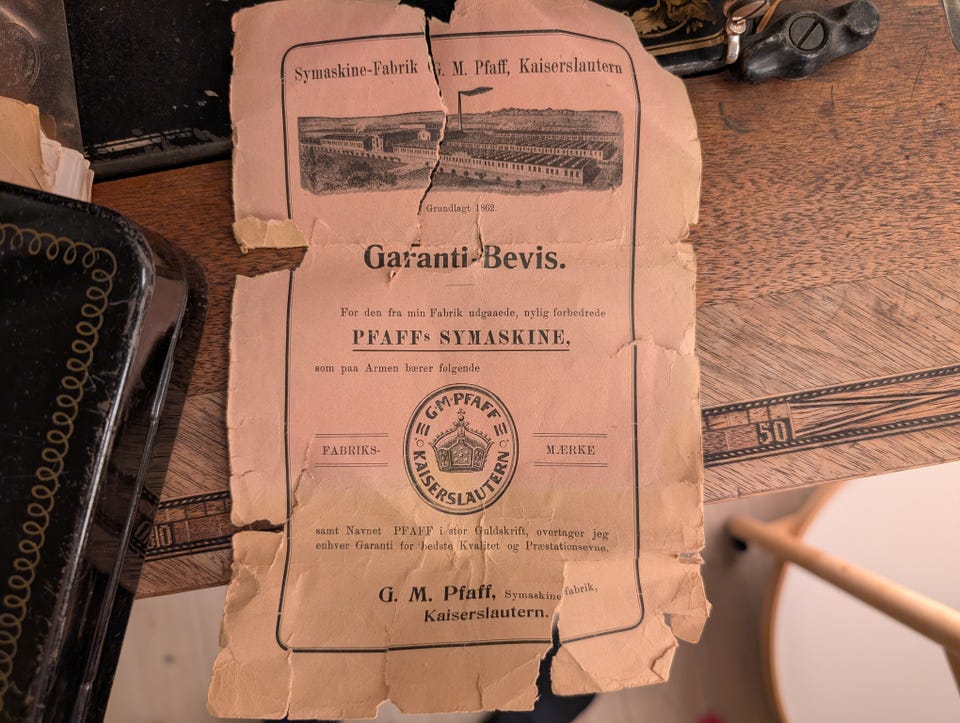 Symaskine-Fabrik G. M. Pfaff, Kaiserslautern
Grundlagt 1862.
Garanti-Bevis.
For den fra min Fabrik udgaaede, nylig forbedrede
PFAFFs SYMASKINE,
som paa Armen bærer følgende
G·M·PFAFF
FABRIKS-
MÆRKE
KAISERSLAUTERN
samt Navnet PFAFF i stor Guldskrift, overtager jeg
enhver Garanti for bedste Kvalitet og Præstationsevne.
G. M. Pfaff, Symaskinefabrik,
Kaiserslautern.
50